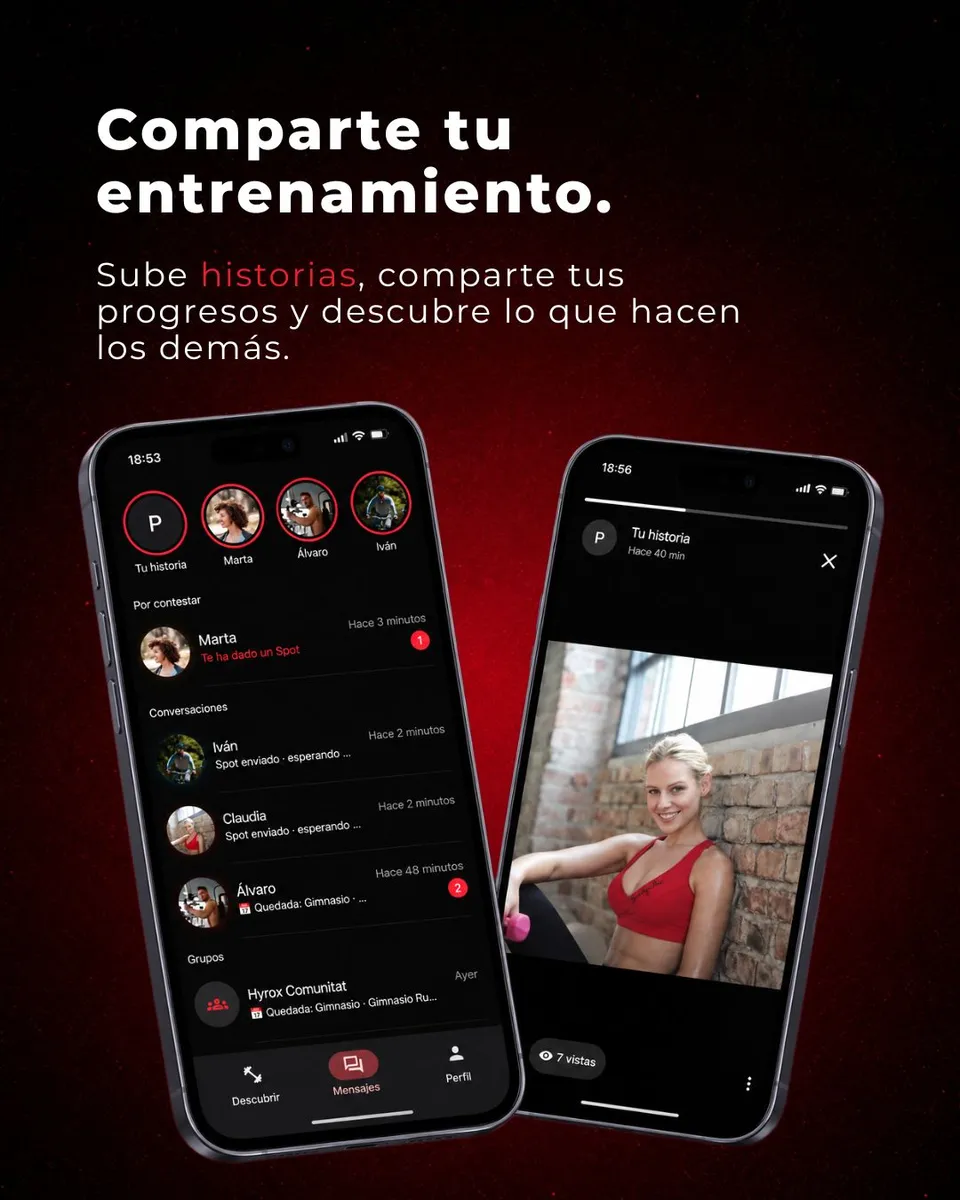 Comparte tu
entrenamiento.
Sube historias, comparte tus
progresos y descubre lo que hacen
los demás.
18:53
P
Tu historia
Marta
Álvaro
Iván
Por contestar
Marta
Hace 3 minutos
Te ha dado un Spot
1
Conversaciones
Iván
Hace 2 minutos
Spot enviado · esperando ...
Claudia
Hace 2 minutos
Spot enviado · esperando ...
Álvaro
Hace 48 minutos
17 Quedada: Gimnasio · ...
2
Grupos
Hyrox Comunitat
Ayer
17 Quedada: Gimnasio · Gimnasio Ru...
Descubrir
Mensajes
Perfil
18:56
P
Tu historia
Hace 40 min
7 vistas